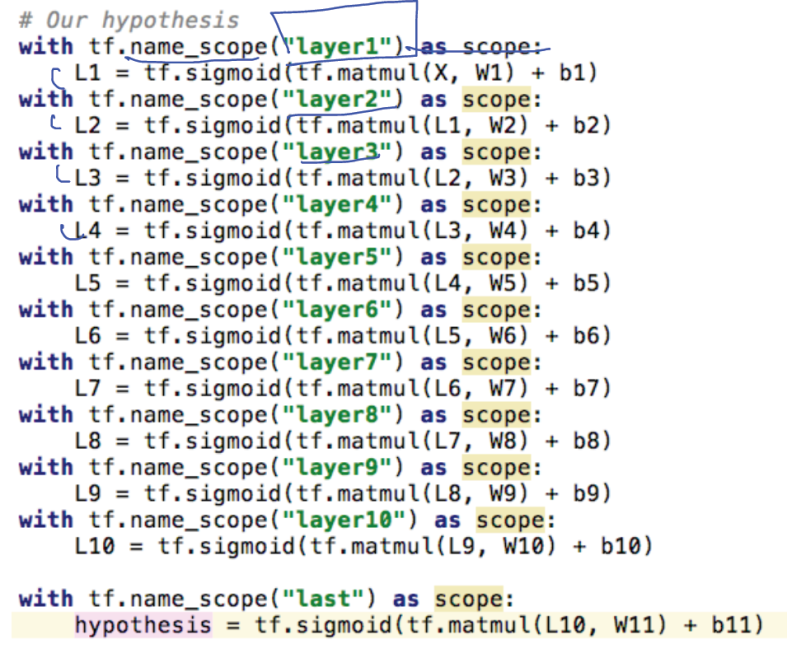 # Our hypothesis
with tf.name_scope("layer1") as scope:
    L1 = tf.sigmoid(tf.matmul(X, W1) + b1)
with tf.name_scope("layer2") as scope:
    L2 = tf.sigmoid(tf.matmul(L1, W2) + b2)
with tf.name_scope("layer3") as scope:
    L3 = tf.sigmoid(tf.matmul(L2, W3) + b3)
with tf.name_scope("layer4") as scope:
    L4 = tf.sigmoid(tf.matmul(L3, W4) + b4)
with tf.name_scope("layer5") as scope:
    L5 = tf.sigmoid(tf.matmul(L4, W5) + b5)
with tf.name_scope("layer6") as scope:
    L6 = tf.sigmoid(tf.matmul(L5, W6) + b6)
with tf.name_scope("layer7") as scope:
    L7 = tf.sigmoid(tf.matmul(L6, W7) + b7)
with tf.name_scope("layer8") as scope:
    L8 = tf.sigmoid(tf.matmul(L7, W8) + b8)
with tf.name_scope("layer9") as scope:
    L9 = tf.sigmoid(tf.matmul(L8, W9) + b9)
with tf.name_scope("layer10") as scope:
    L10 = tf.sigmoid(tf.matmul(L9, W10) + b10)
with tf.name_scope("last") as scope:
    hypothesis = tf.sigmoid(tf.matmul(L10, W11) + b11)